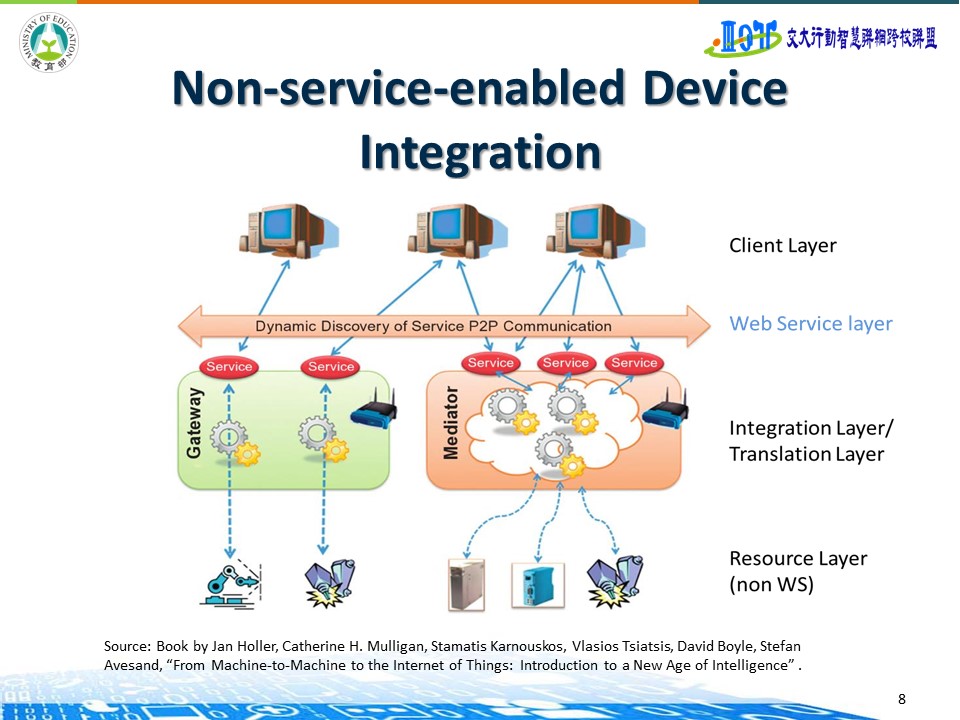 MINISTRY OF EDUCATION
教育部
IIOT 交大行動智慧聯網跨校聯盟
Non-service-enabled Device
Integration
Client Layer
Dynamic Discovery of Service P2P Communication
Web Service layer
Service
Service
Service
Service
Service
Gateway
Mediator
Integration Layer/
Translation Layer
Resource Layer
(non WS)
Source: Book by Jan Holler, Catherine H. Mulligan, Stamatis Karnouskos, Vlasios Tsiatsis, David Boyle, Stefan
Avesand, “From Machine-to-Machine to the Internet of Things: Introduction to a New Age of Intelligence” .
8